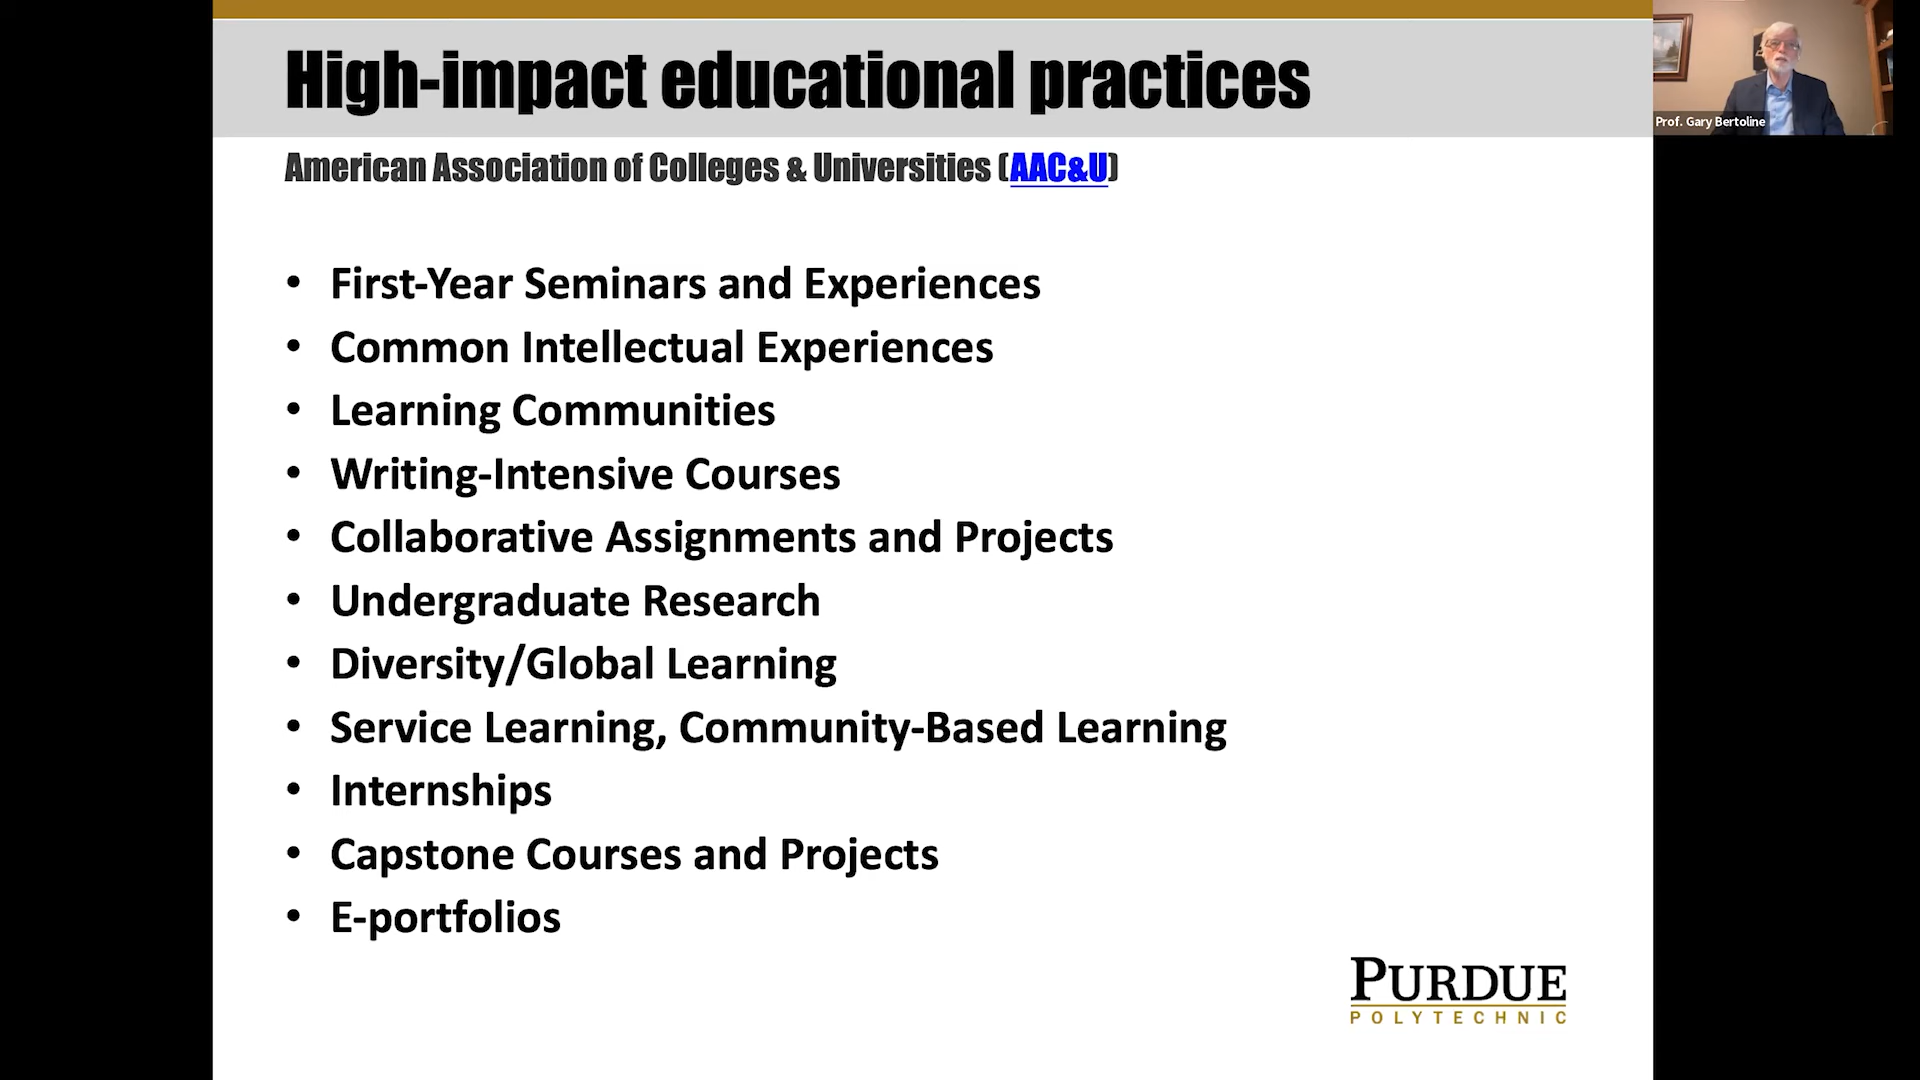 High-impact educational practices
Prof. Gary Bertoline
American Association of Colleges & Universities (AAC&U)
• First-Year Seminars and Experiences
• Common Intellectual Experiences
• Learning Communities
• Writing-Intensive Courses
• Collaborative Assignments and Projects
• Undergraduate Research
• Diversity/Global Learning
• Service Learning, Community-Based Learning
• Internships
• Capstone Courses and Projects
• E-portfolios
PURDUE
POLYTECHNIC